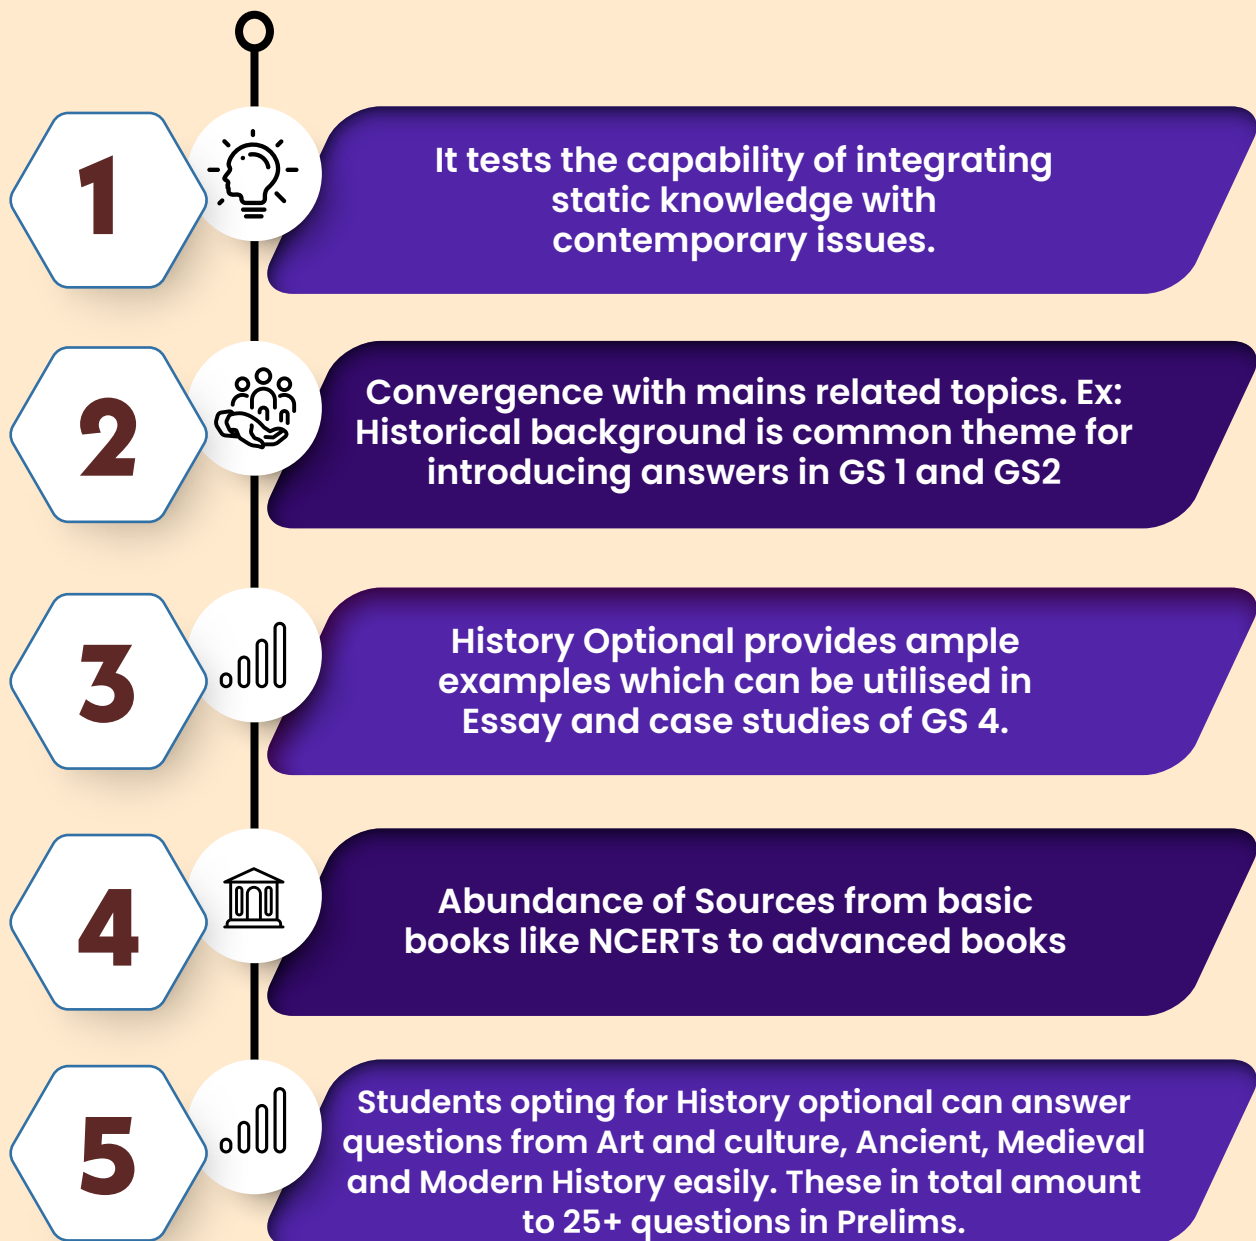 1
It tests the capability of integrating
static knowledge with
contemporary issues.
2
Convergence with mains related topics. Ex:
Historical background is common theme for
introducing answers in GS 1 and GS2
3
History Optional provides ample
examples which can be utilised in
Essay and case studies of GS 4.
4
Abundance of Sources from basic
books like NCERTs to advanced books
5
Students opting for History optional can answer
questions from Art and culture, Ancient, Medieval
and Modern History easily. These in total amount
to 25+ questions in Prelims.